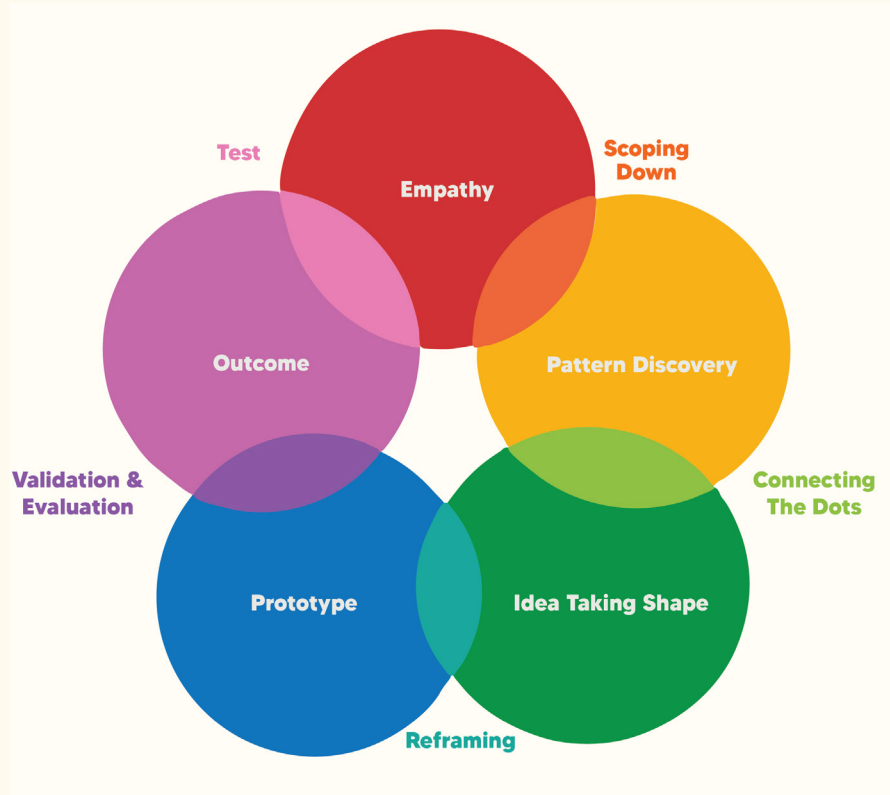 Test
Scoping
Down
Empathy
Outcome
Pattern Discovery
Validation &
Evaluation
Connecting
The Dots
Prototype
Idea Taking Shape
Reframing